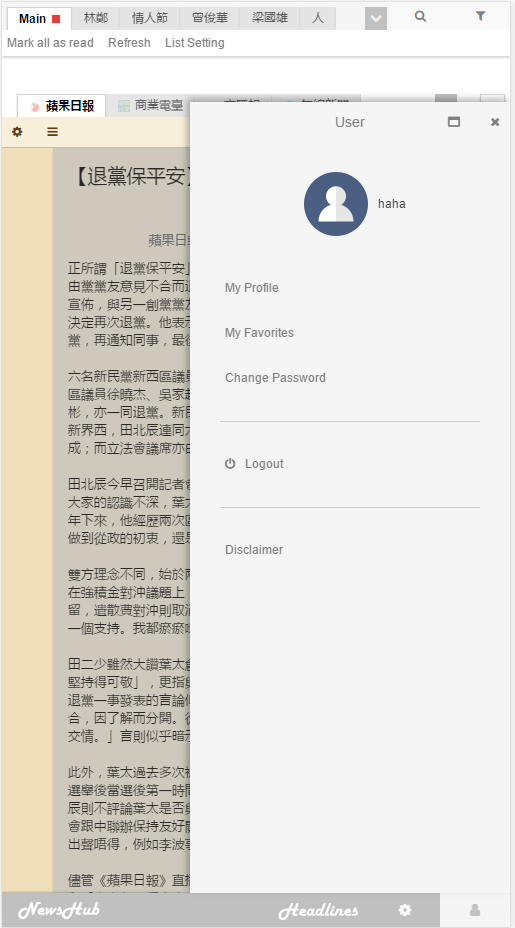 Main 林鄭 情人節 曾俊華 梁國雄 人
Mark all as read Refresh List Setting
蘋果日報 商業電臺
User
haha
My Profile
My Favorites
Change Password
Logout
Disclaimer
【退黨保平安】
蘋果日
正所謂「退黨保平安」
由黨黨友意見不合而
宣佈，與另一創黨黨
決定再次退黨。他表
黨，再通知同事，最
六名新民黨新西區議
區議員徐曉杰、吳家
彬，亦一同退黨。新
新界西，田北辰連同
成；而立法會議席亦
田北辰今早召開記者
大家的認識不深，葉
年下來，他經歷兩次
做到從政的初衷，還
雙方理念不同，始於
在強積金對沖議題上
留，遣散費對沖則取
一個支持。我都瘀瘀
田二少雖然大讚葉太
堅持得可敬」，更指
退黨一事發表的言論
合，因了解而分開。
交情。」言則似乎暗
此外，葉太過去多次
選舉後當選後第一時
辰則不評論葉太是否
會跟中聯辦保持友好
出聲唔得，例如李波
儘管《蘋果日報》直
NewsHub Headlines